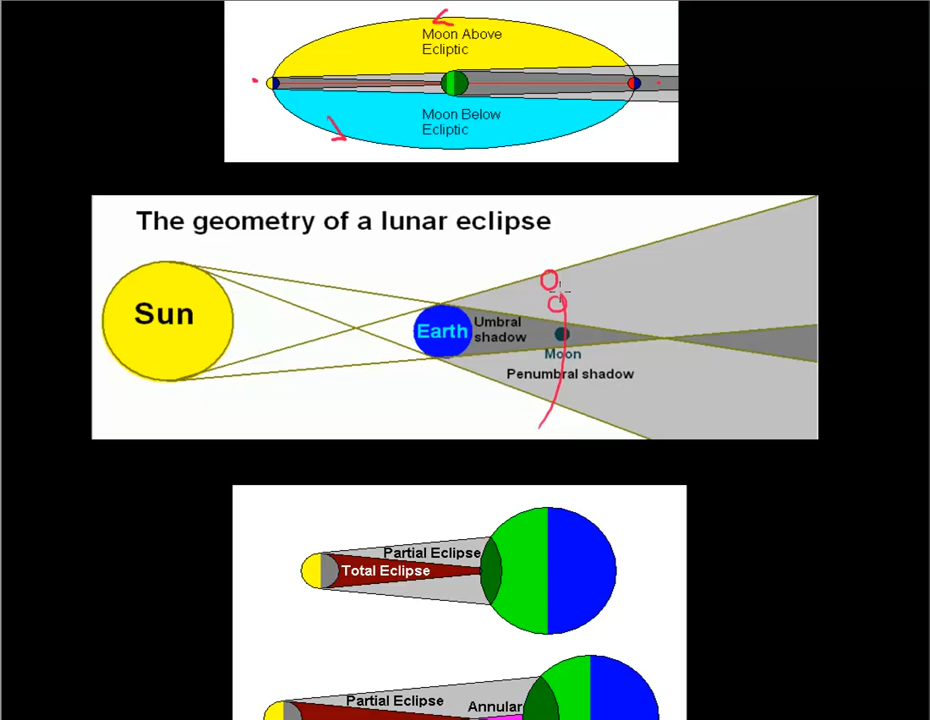 Moon Above
Ecliptic
Moon Below
Ecliptic
The geometry of a lunar eclipse
Sun
Earth
Umbral
shadow
Moon
Penumbral shadow
Partial Eclipse
Total Eclipse
Partial Eclipse
Annular